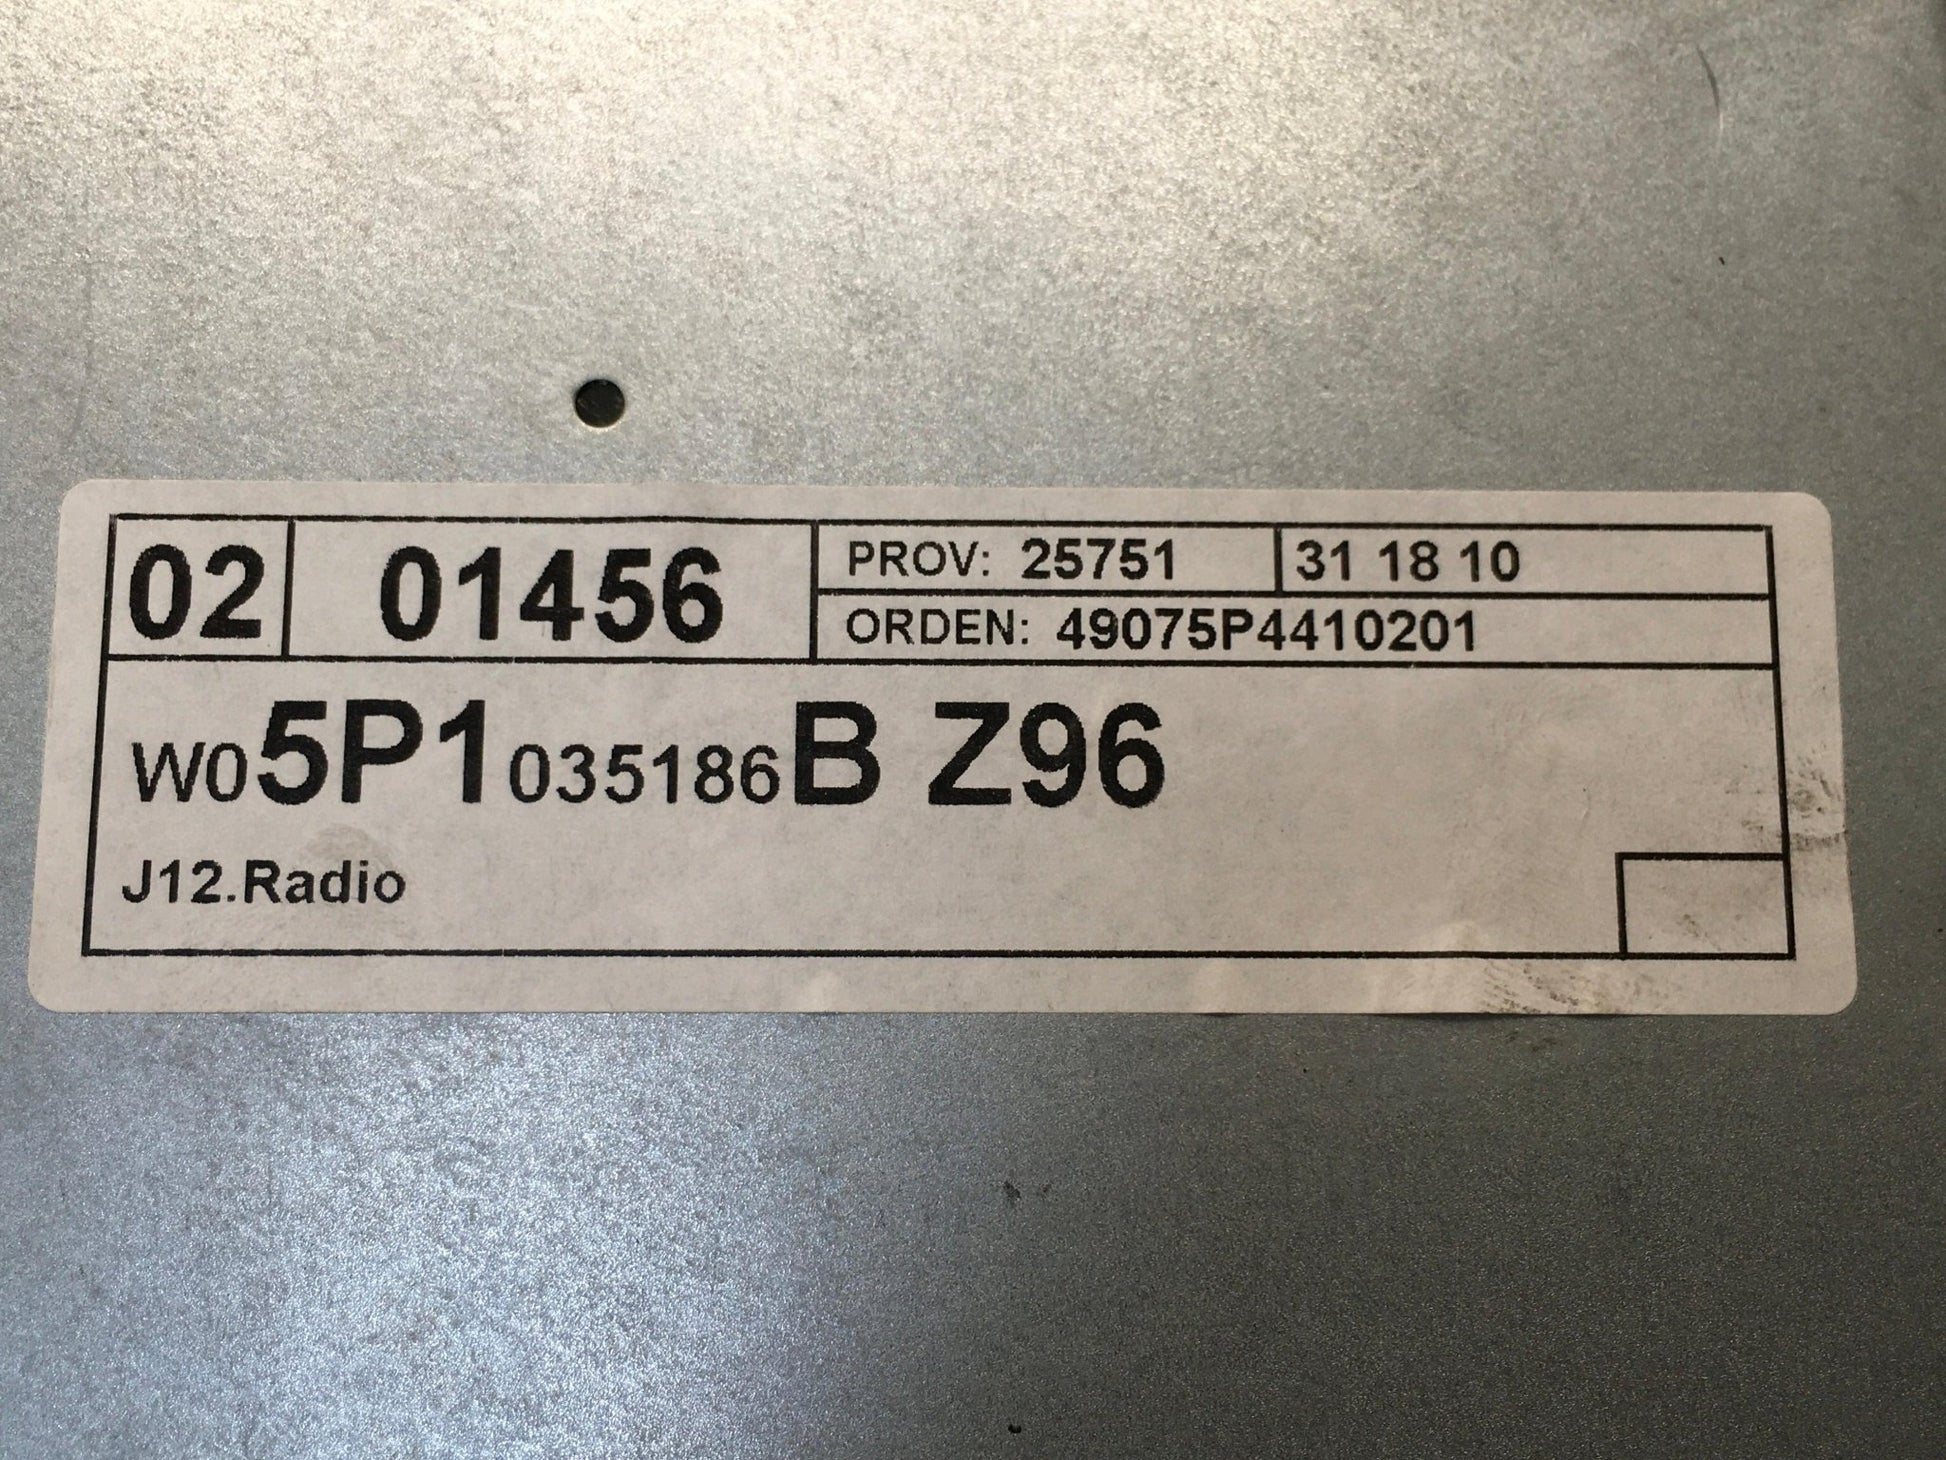 02 01456 PROV: 25751 31 18 10
ORDEN: 49075P4410201
W05P1035186B Z96
J12.Radio